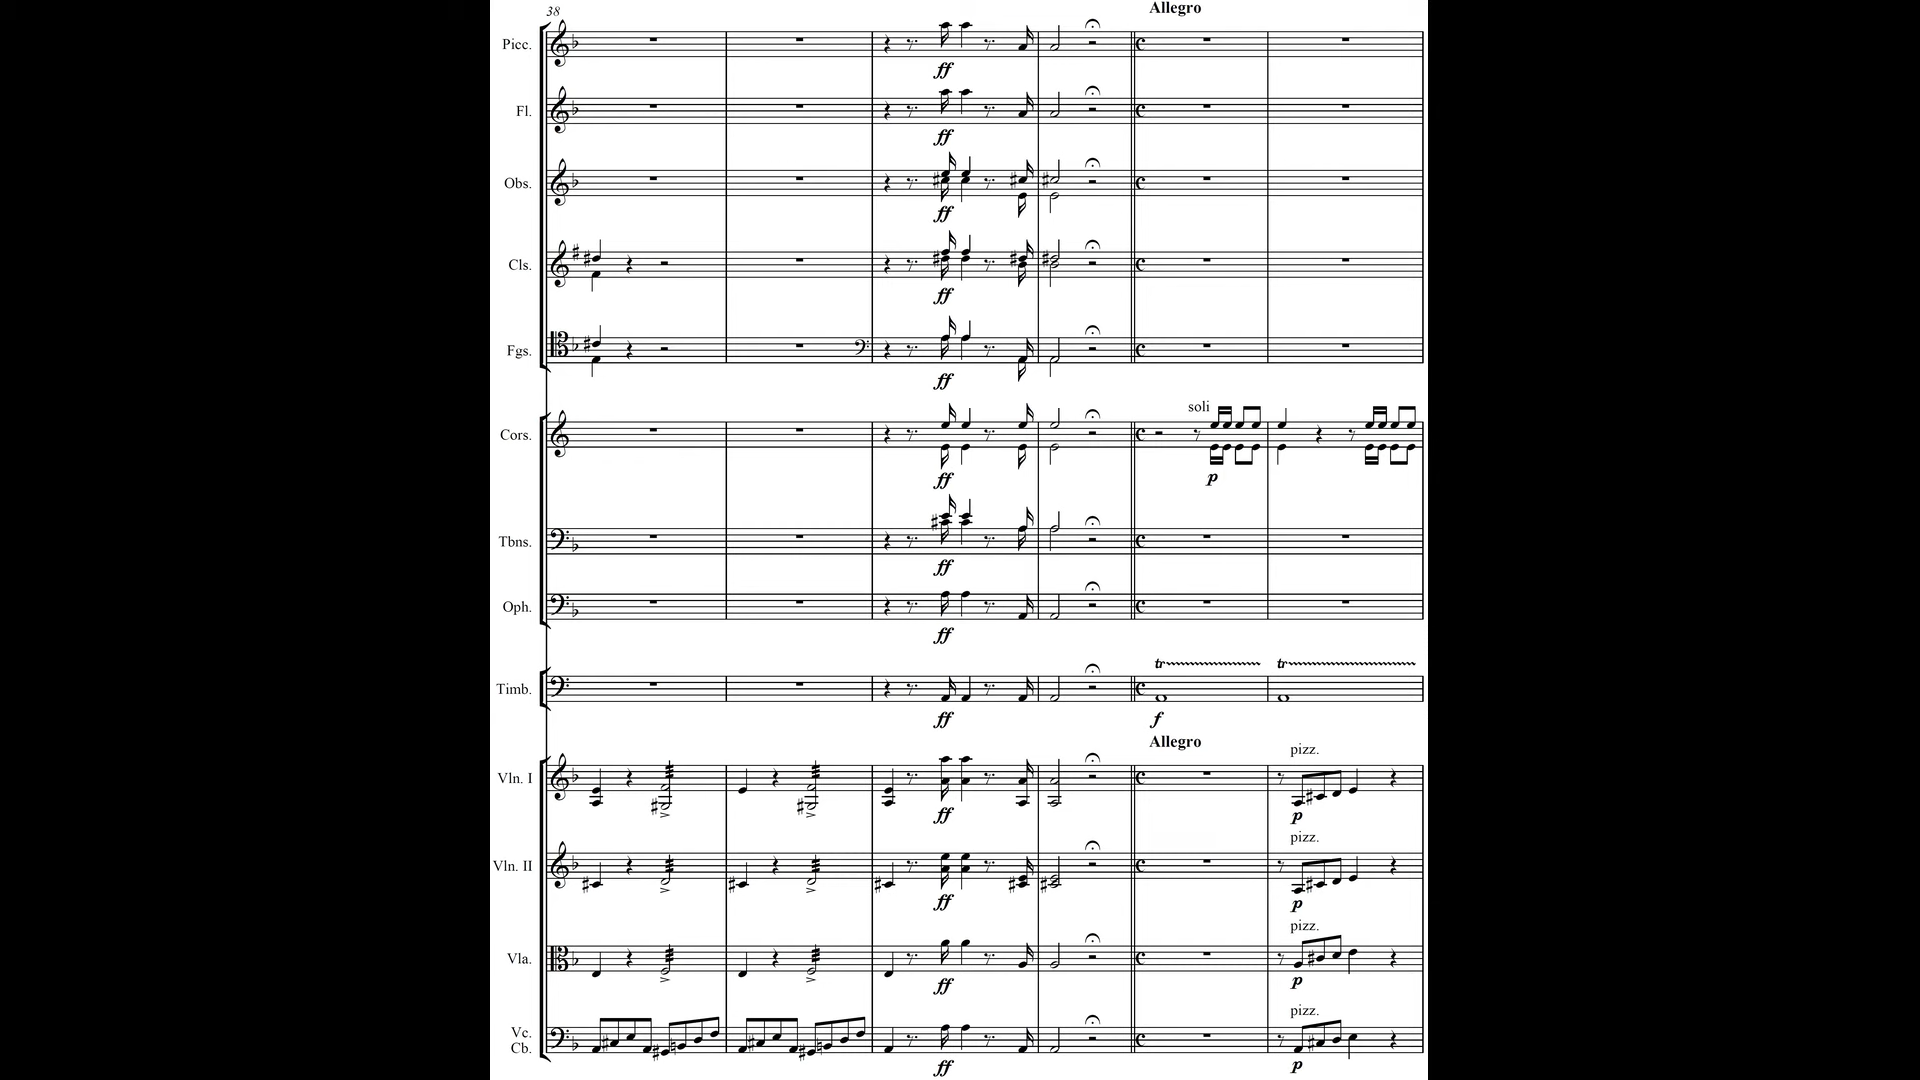 Allegro
38
Picc.
Fl.
ff
ff
Obs.
ff
Cls.
ff
Fgs.
ff
soli
Cors.
ff p
Tbns.
ff
Oph.
ff
tr tr
Timb.
ff f
Allegro
pizz.
Vln. I
ff p
pizz.
Vln. II
ff p
pizz.
Vla.
ff p
pizz.
Vc.
Cb.
ff p